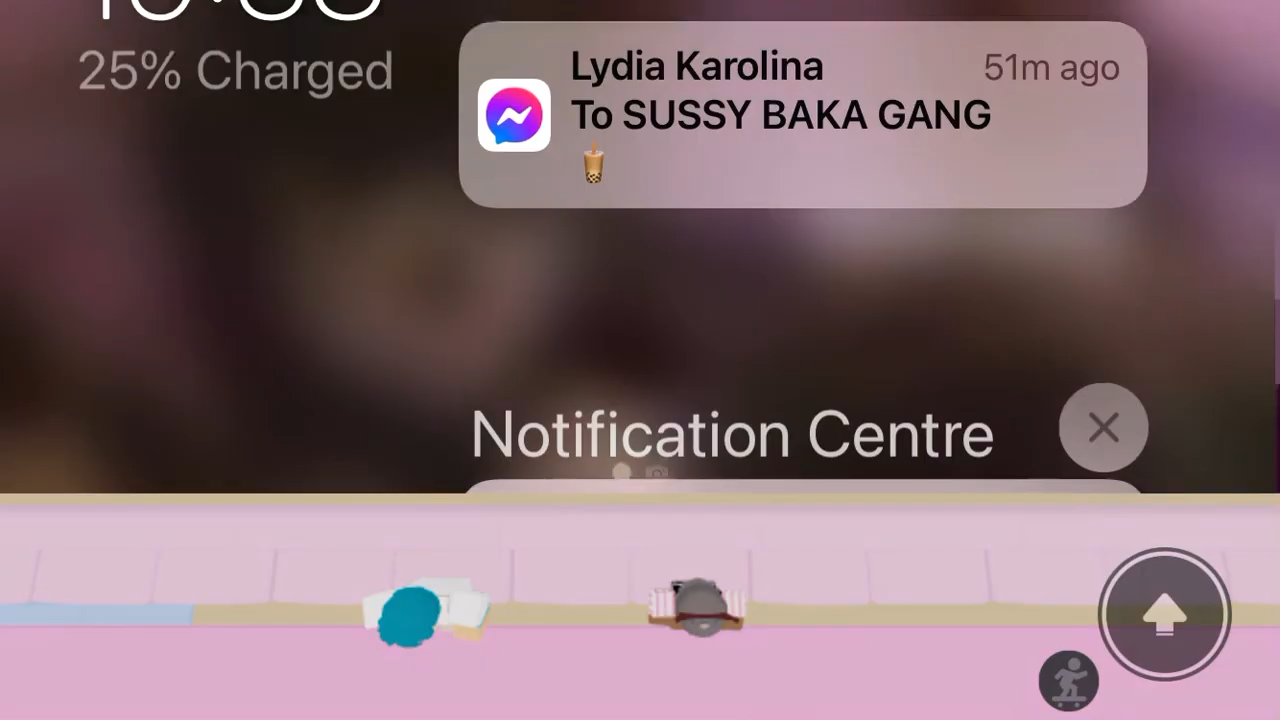 25% Charged
Lydia Karolina
51m ago
To SUSSY BAKA GANG
🧋
Notification Centre